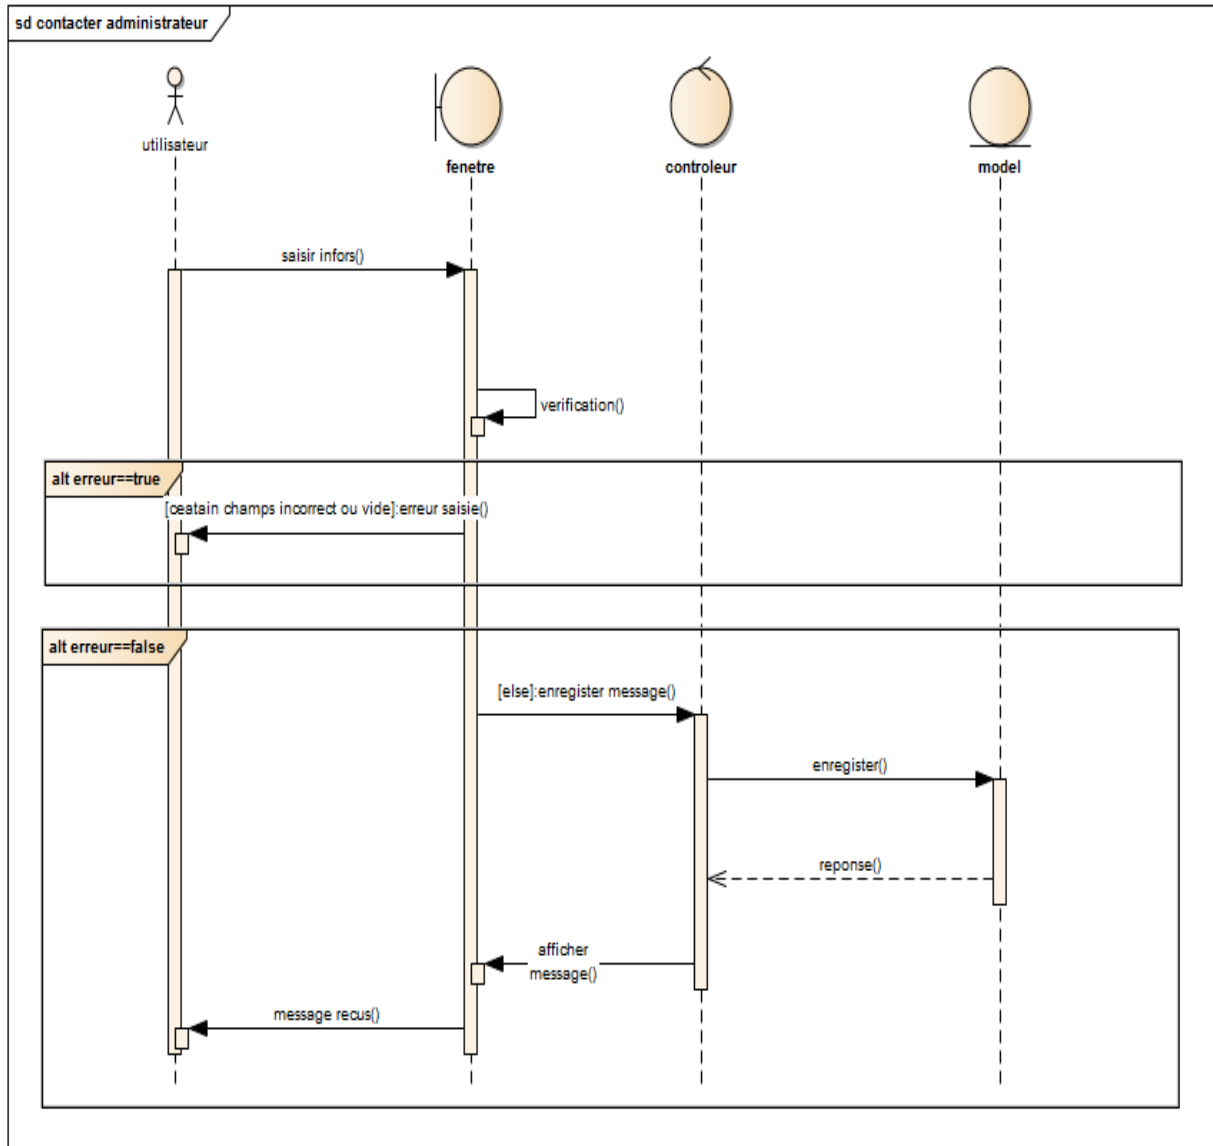 sd contacter administrateur
utilisateur
fenetre
controleur
model
saisir infors()
verification()
alt erreur==true
[ceatain champs incorrect ou vide]:erreur saisie()
alt erreur==false
[else]:enregister message()
enregister()
reponse()
afficher
message()
message recus()